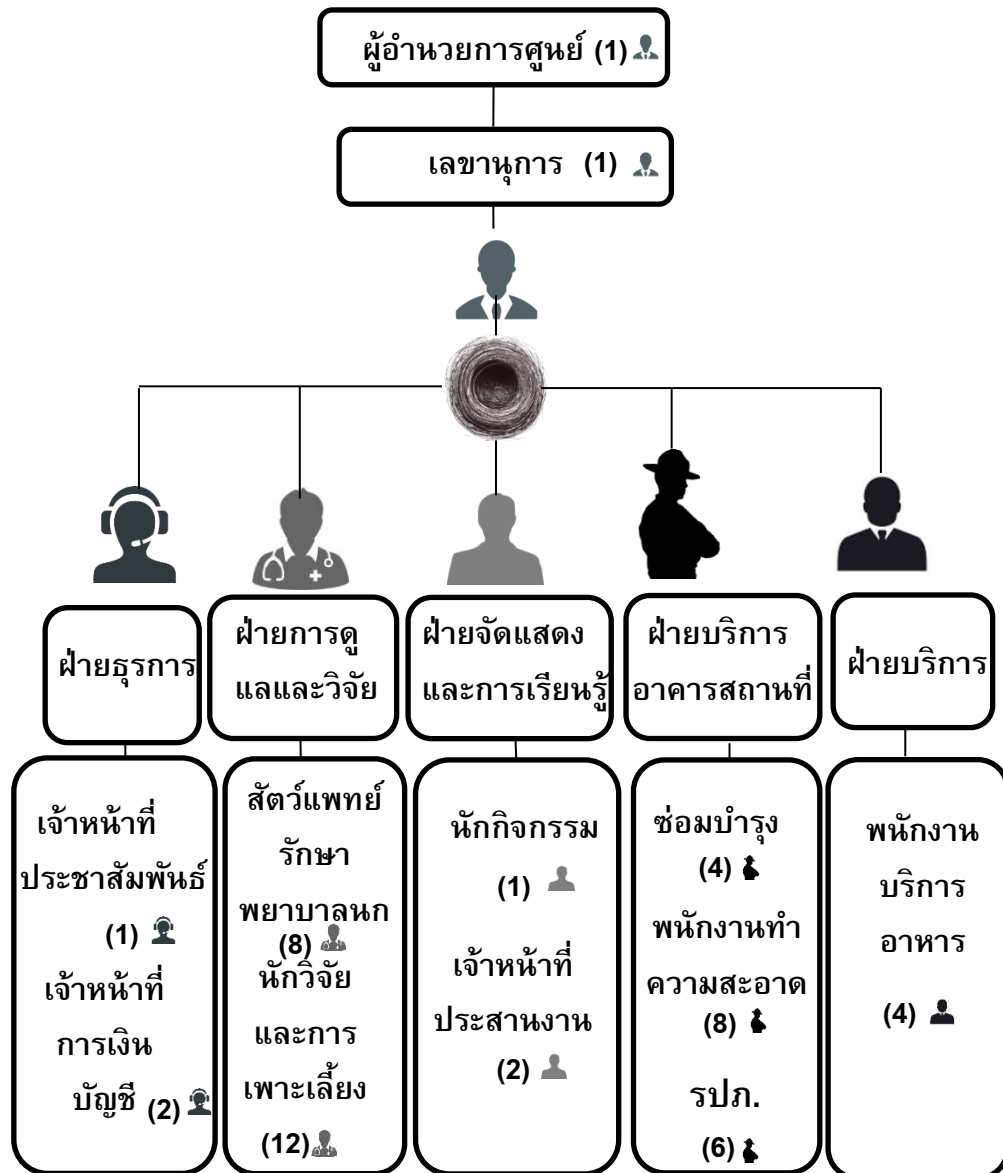 ผู้อำนวยการศูนย์ (1)
เลขานุการ (1)
ฝ่ายธุรการ
ฝ่ายการดู
แลและวิจัย
ฝ่ายจัดแสดง
และการเรียนรู้
ฝ่ายบริการ
อาคารสถานที่
ฝ่ายบริการ
เจ้าหน้าที่
ประชาสัมพันธ์
(1)
เจ้าหน้าที่
การเงิน
บัญชี (2)
สัตว์แพทย์
รักษา
พยาบาลนก
(8)
นักวิจัย
และการ
เพาะเลี้ยง
(12)
นักกิจกรรม
(1)
เจ้าหน้าที่
ประสานงาน
(2)
ซ่อมบำรุง
(4)
พนักงานทำ
ความสะอาด
(8)
รปภ.
(6)
พนักงาน
บริการ
อาหาร
(4)